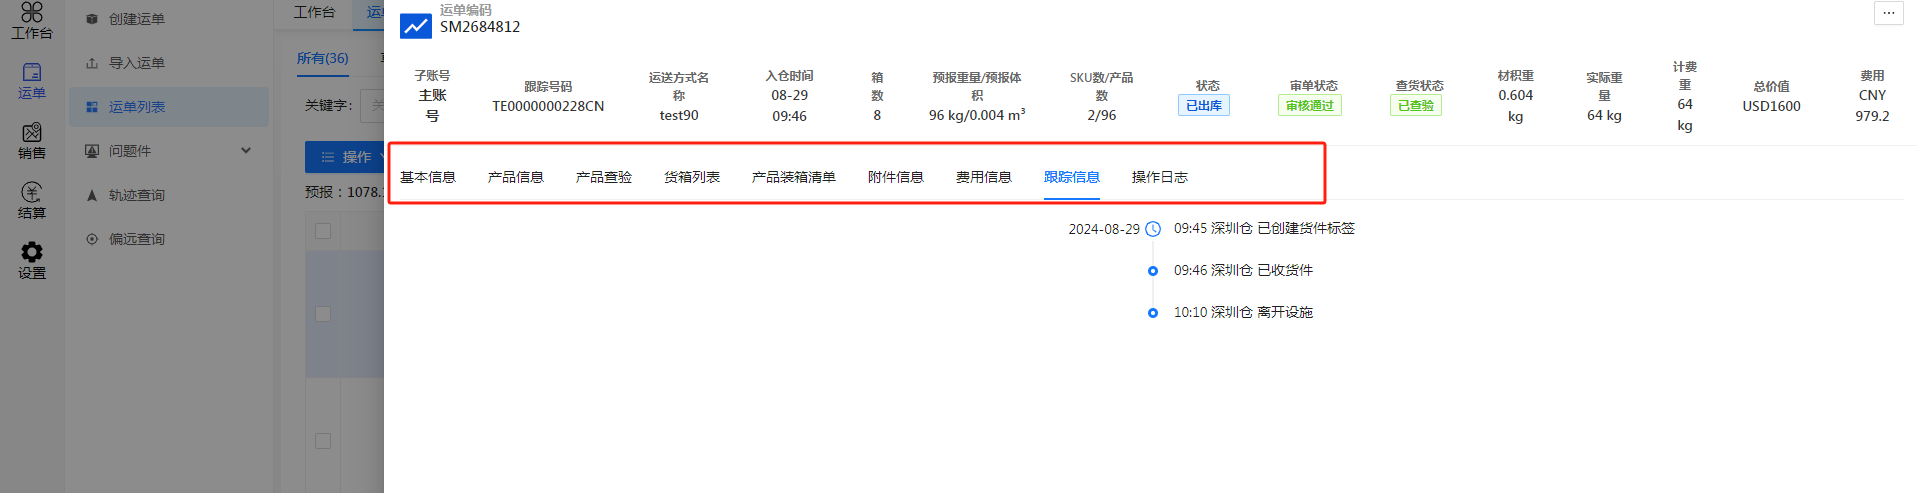 工作台
运单
销售
结算
设置
创建运单
导入运单
运单列表
问题件
轨迹查询
偏远查询
工作台
所有(36)
关键字:
操作
预报：1078.
运单编码
SM2684812
...
子账号
主账
号
跟踪号码
TE0000000228CN
运送方式名
称
test90
入仓时间
08-29
09:46
箱
数
8
预报重量/预报体
积
96 kg/0.004 m³
SKU数/产品
数
2/96
状态
已出库
审单状态
审核通过
查货状态
已查验
材积重
0.604
kg
实际重
量
64 kg
计费
重
64
kg
总价值
USD1600
费用
CNY
979.2
基本信息 产品信息 产品查验 货箱列表 产品装箱清单 附件信息 费用信息 跟踪信息 操作日志
2024-08-29 09:45 深圳仓 已创建货件标签
09:46 深圳仓 已收货件
10:10 深圳仓 离开设施